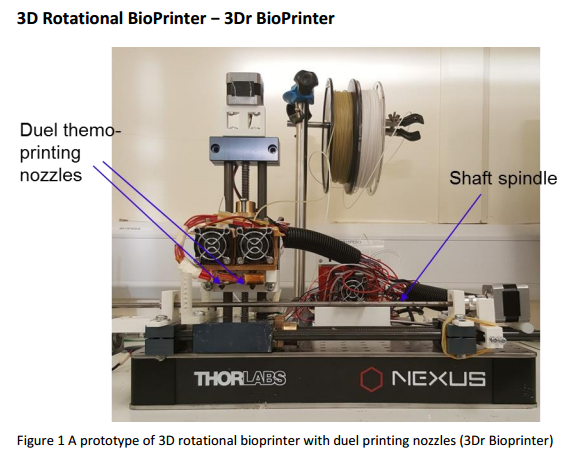 3D Rotational BioPrinter – 3Dr BioPrinter
Duel themo-
printing
nozzles
Shaft spindle
THORLABS
NEXUS
Figure 1 A prototype of 3D rotational bioprinter with duel printing nozzles (3Dr Bioprinter)